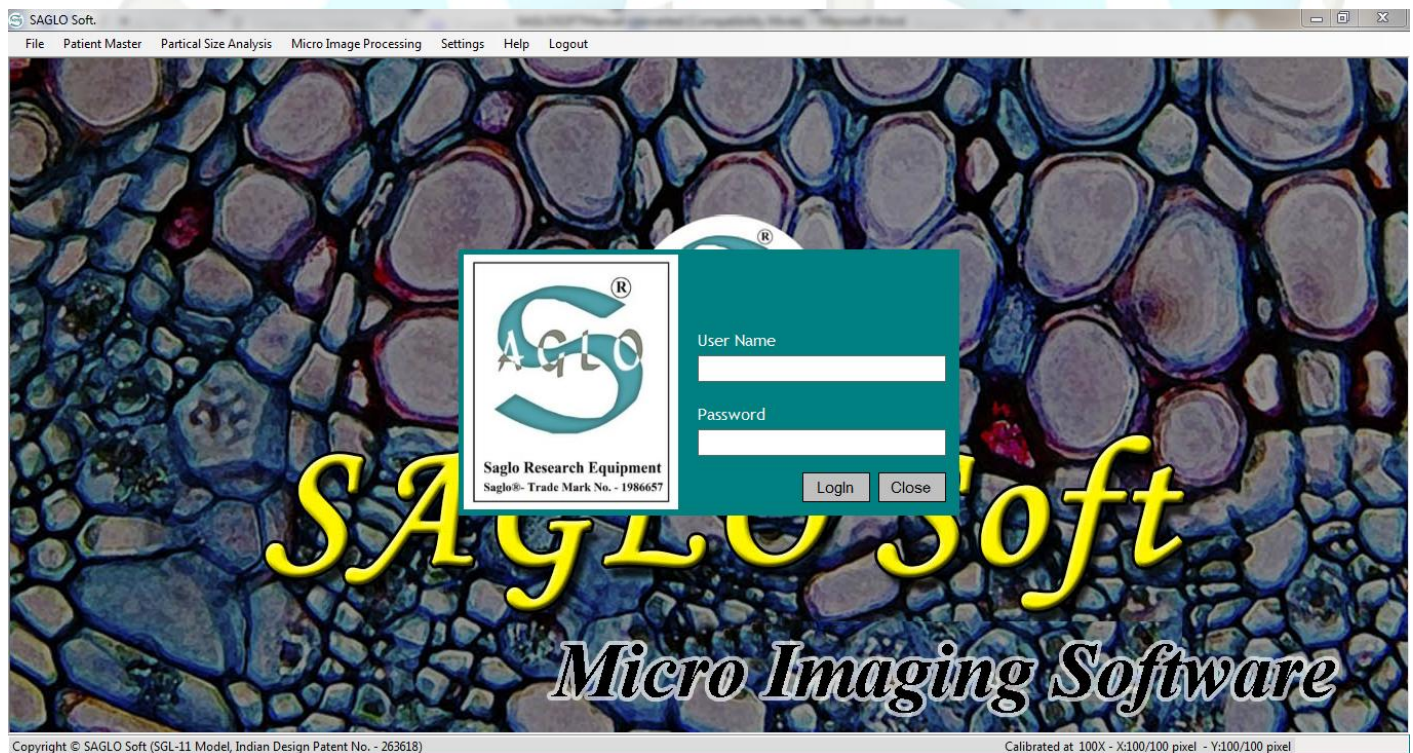 SAGLO Soft.
File Patient Master Partical Size Analysis Micro Image Processing Settings Help Logout
®
®
SAGLO
User Name
Password
Saglo Research Equipment
Saglo®- Trade Mark No. - 1986657
LogIn Close
SAGLO Soft
Micro Imaging Software
Copyright © SAGLO Soft (SGL-11 Model, Indian Design Patent No. - 263618) Calibrated at 100X - X:100/100 pixel - Y:100/100 pixel